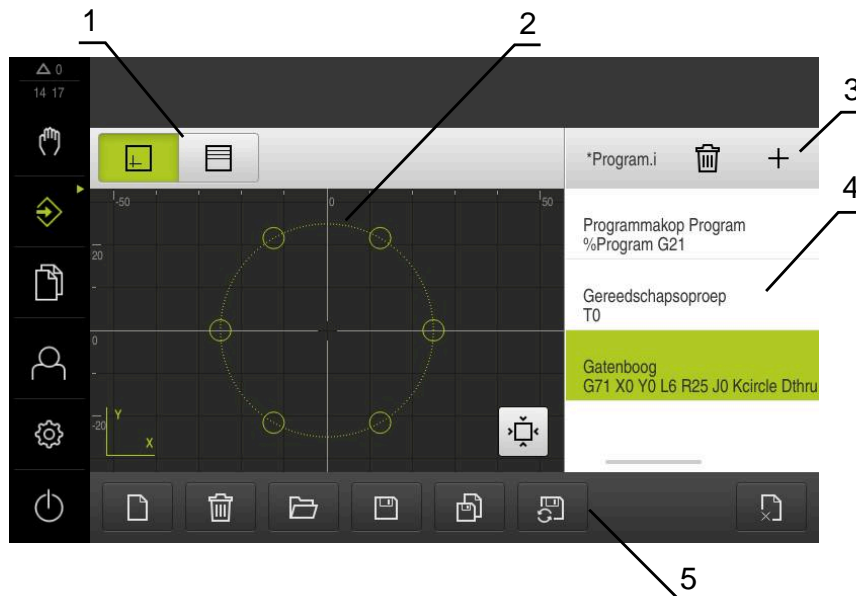 1
2
3
4
5
0
14 17
*Program.i
-50
0
50
20
0
-20
Y
X
Programmakop Program
%Program G21
Gereedschapsoproep
T0
Gatenboog
G71 X0 Y0 L6 R25 J0 Kcircle Dthru